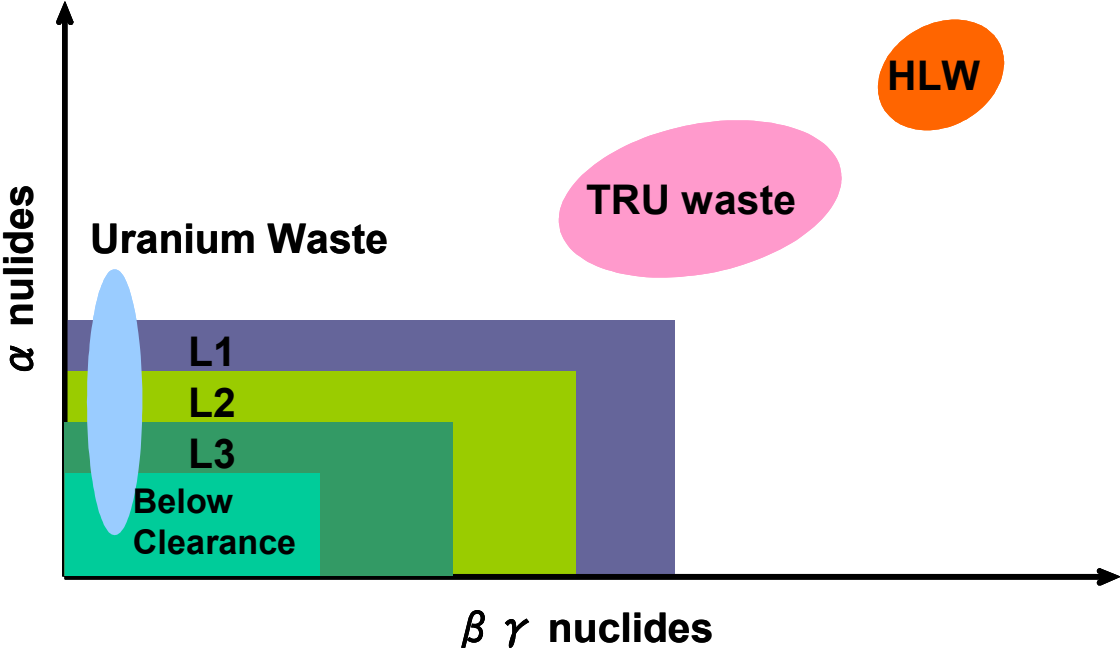 HLW
TRU waste
Uranium Waste
α nulides
L1
L2
L3
Below
Clearance
β γ nuclides